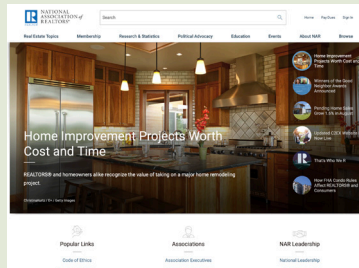 NATIONAL
ASSOCIATION of
REALTORS®
Search
Home Pay Dues Sign In
Real Estate Topics Membership Research & Statistics Political Advocacy Education Events About NAR Browse
Home Improvement
Projects Worth Cost and
Time
Winners of the Good
Neighbor Awards
Announced
Pending Home Sales
Grew 1.6% in August
Updated C2EX Website
Now Live
That's Who We R
How FHA Condo Rules
Affect REALTORS® and
Consumers
Home Improvement Projects Worth
Cost and Time
REALTORS® and homeowners alike recognize the value of taking on a major home remodeling
project.
Popular Links
Associations
NAR Leadership
Code of Ethics
Association Executives
National Leadership